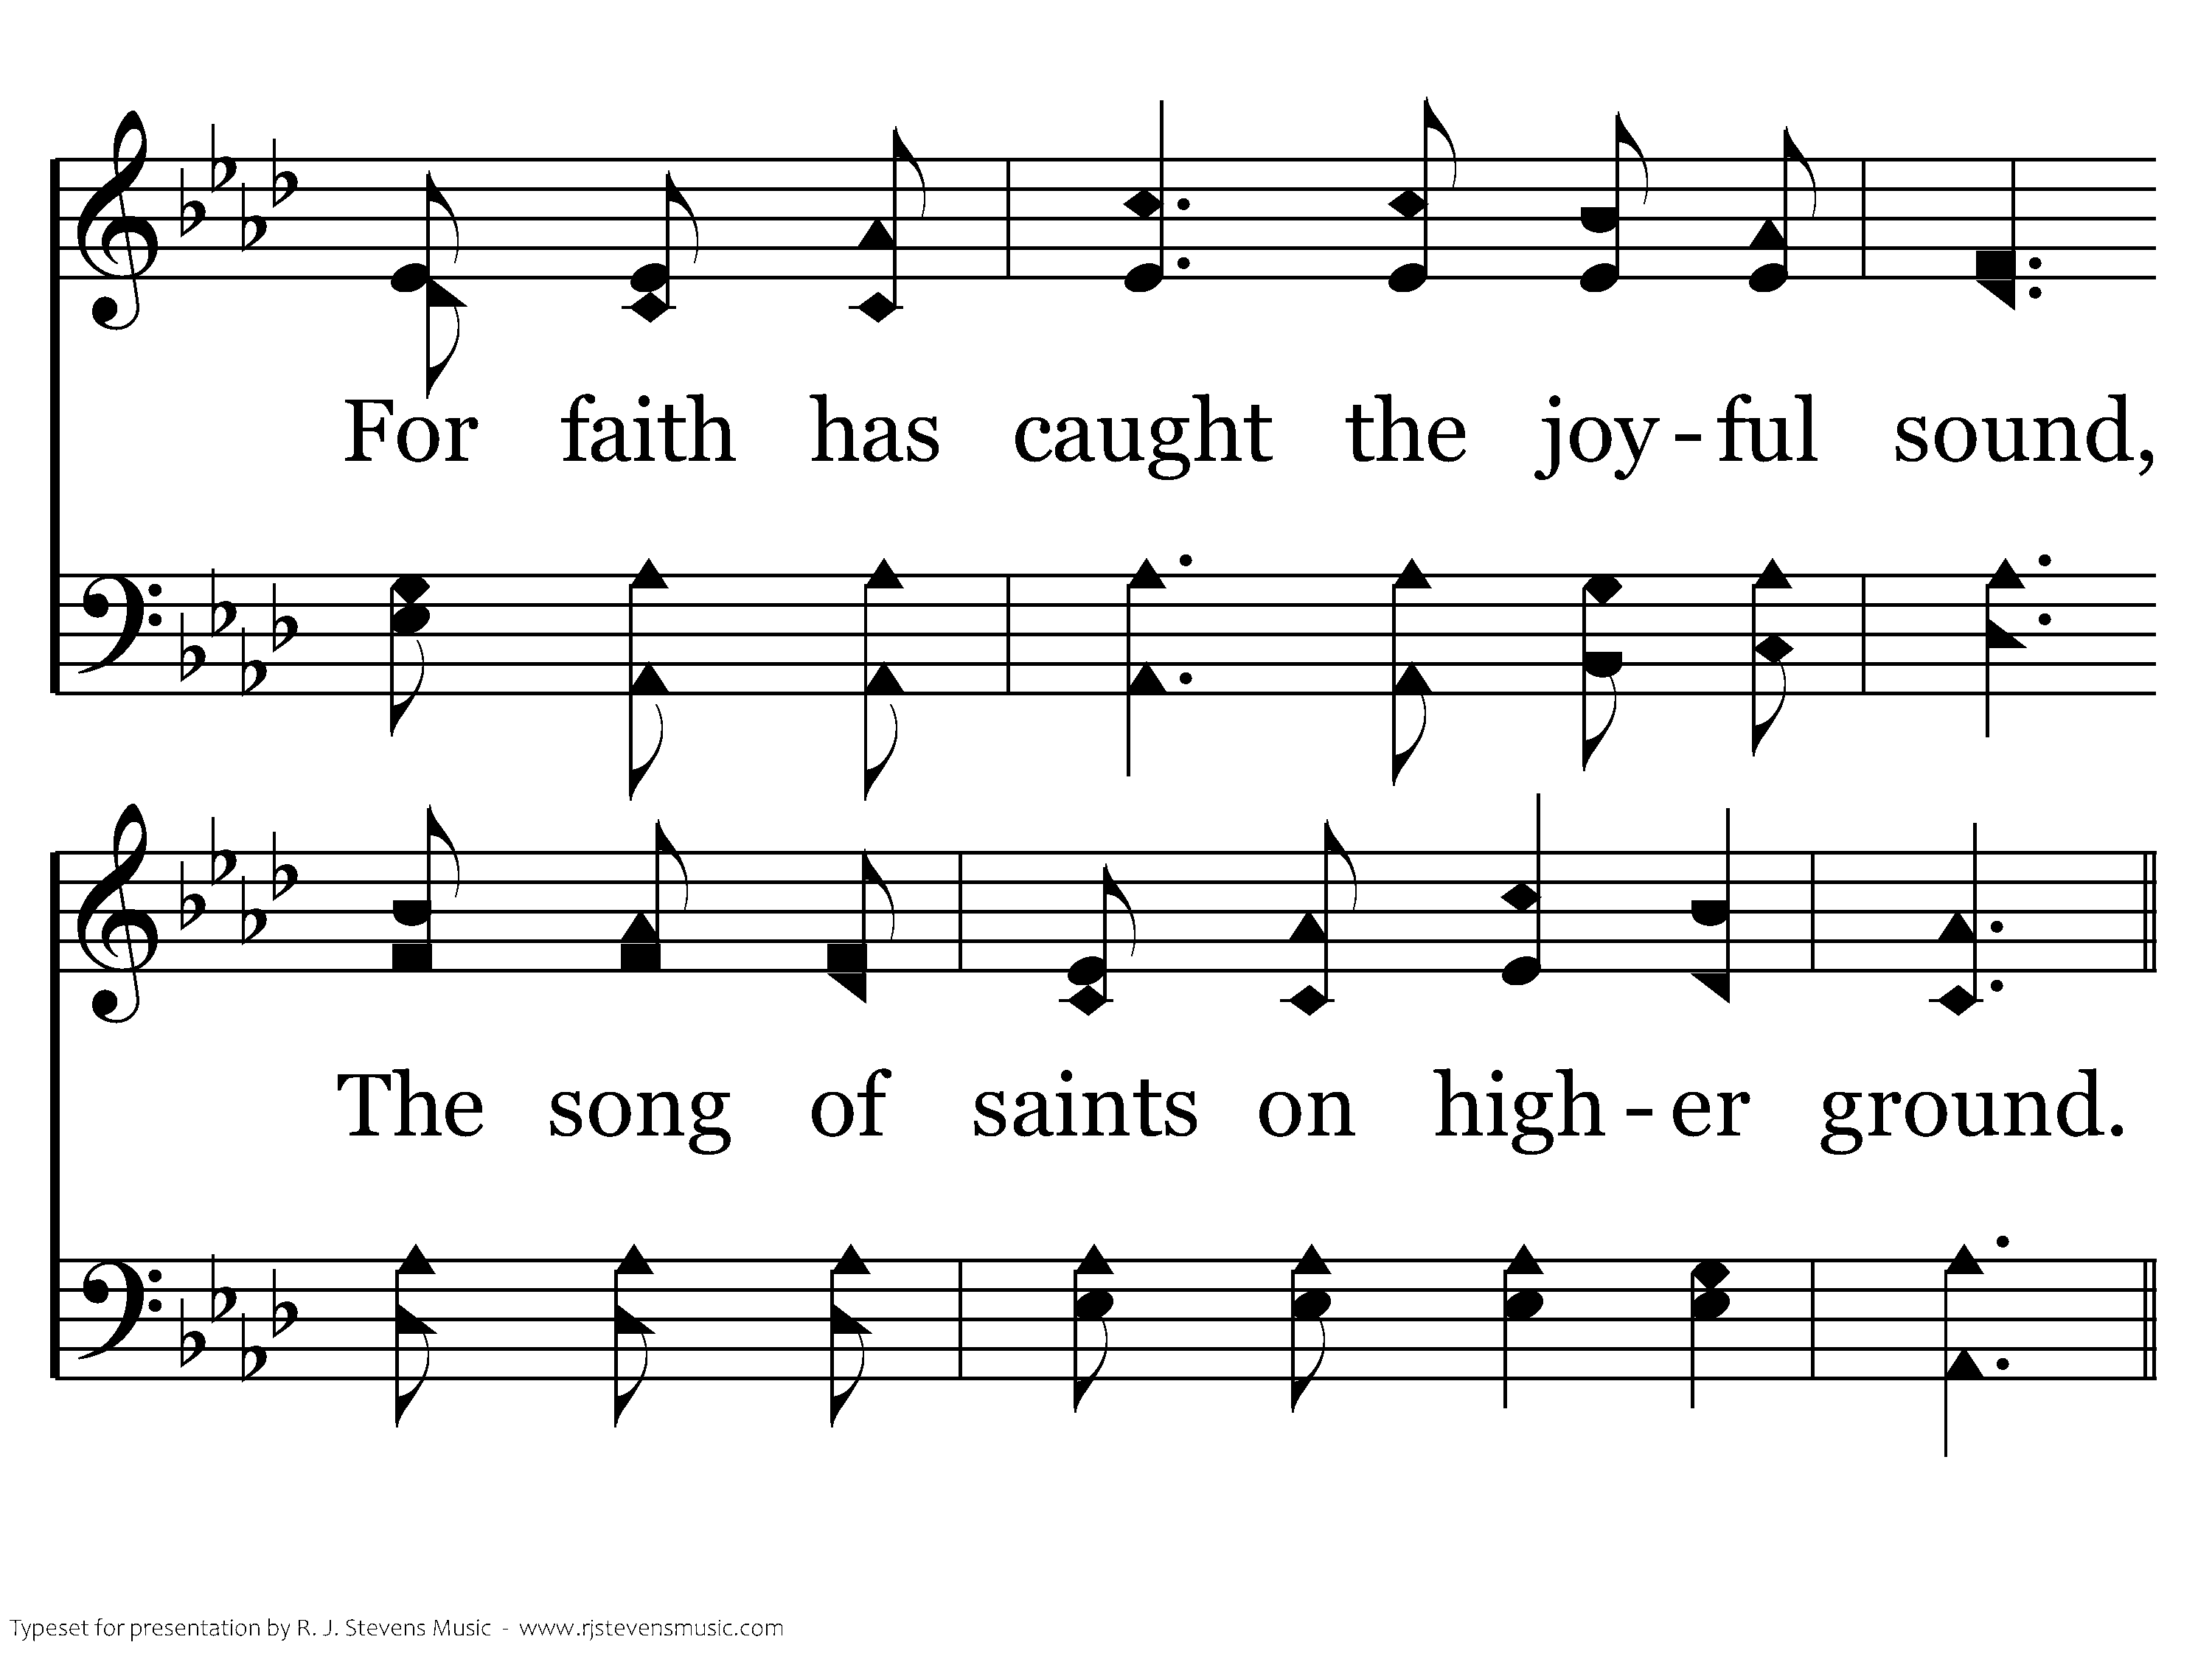 For faith has caught the joy - ful sound,
The song of saints on high - er ground.
Typeset for presentation by R. J. Stevens Music - www.rjstevensmusic.com